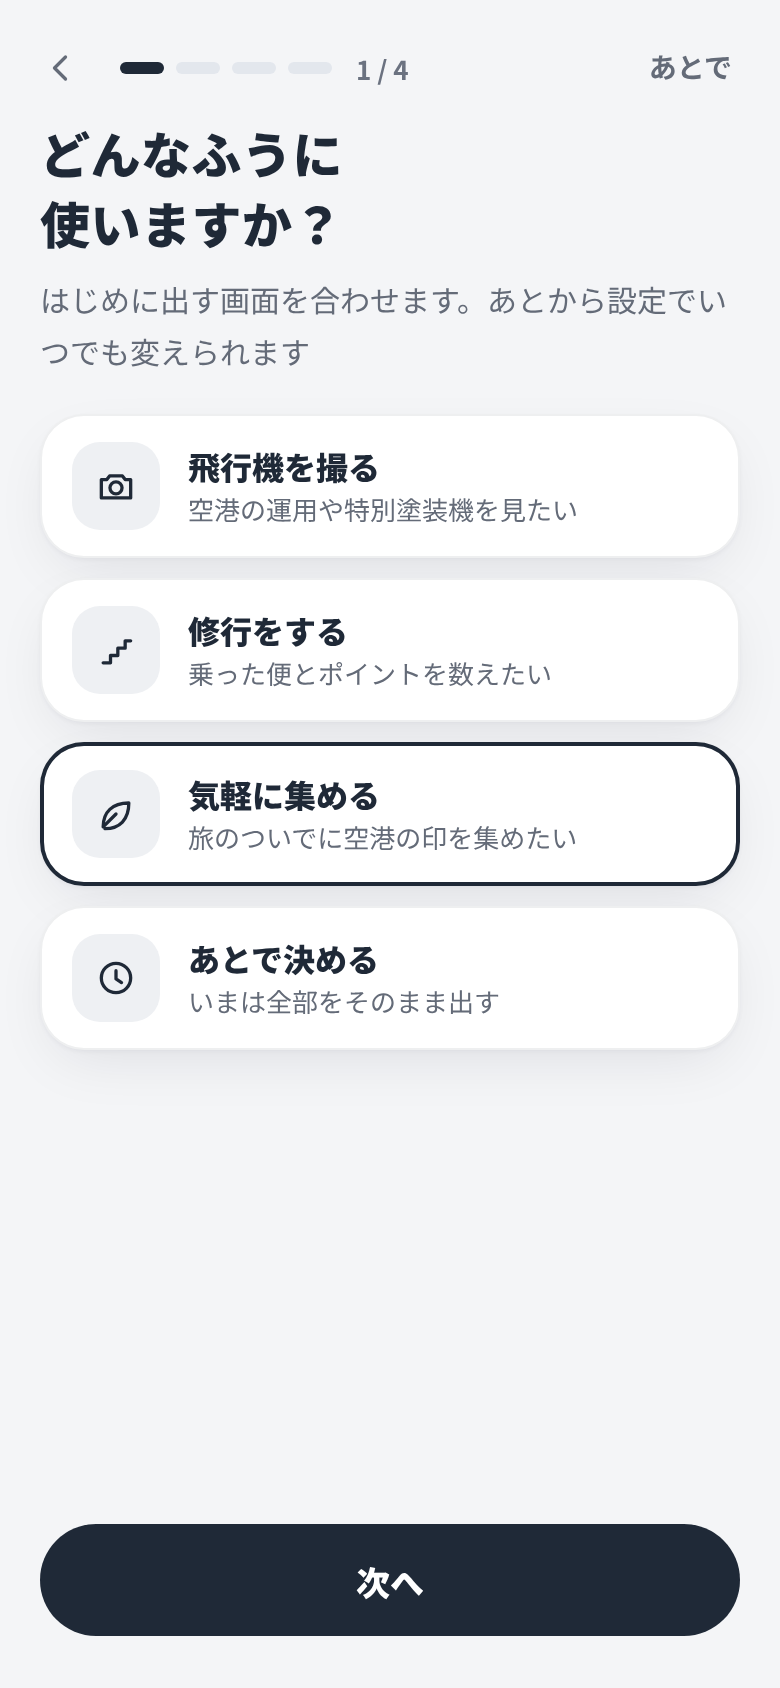 1 / 4
あとで
どんなふうに
使いますか？
はじめに出す画面を合わせます。あとから設定でい
つでも変えられます
飛行機を撮る
空港の運用や特別塗装機を見たい
修行をする
乗った便とポイントを数えたい
気軽に集める
旅のついでに空港の印を集めたい
あとで決める
いまは全部をそのまま出す
次へ